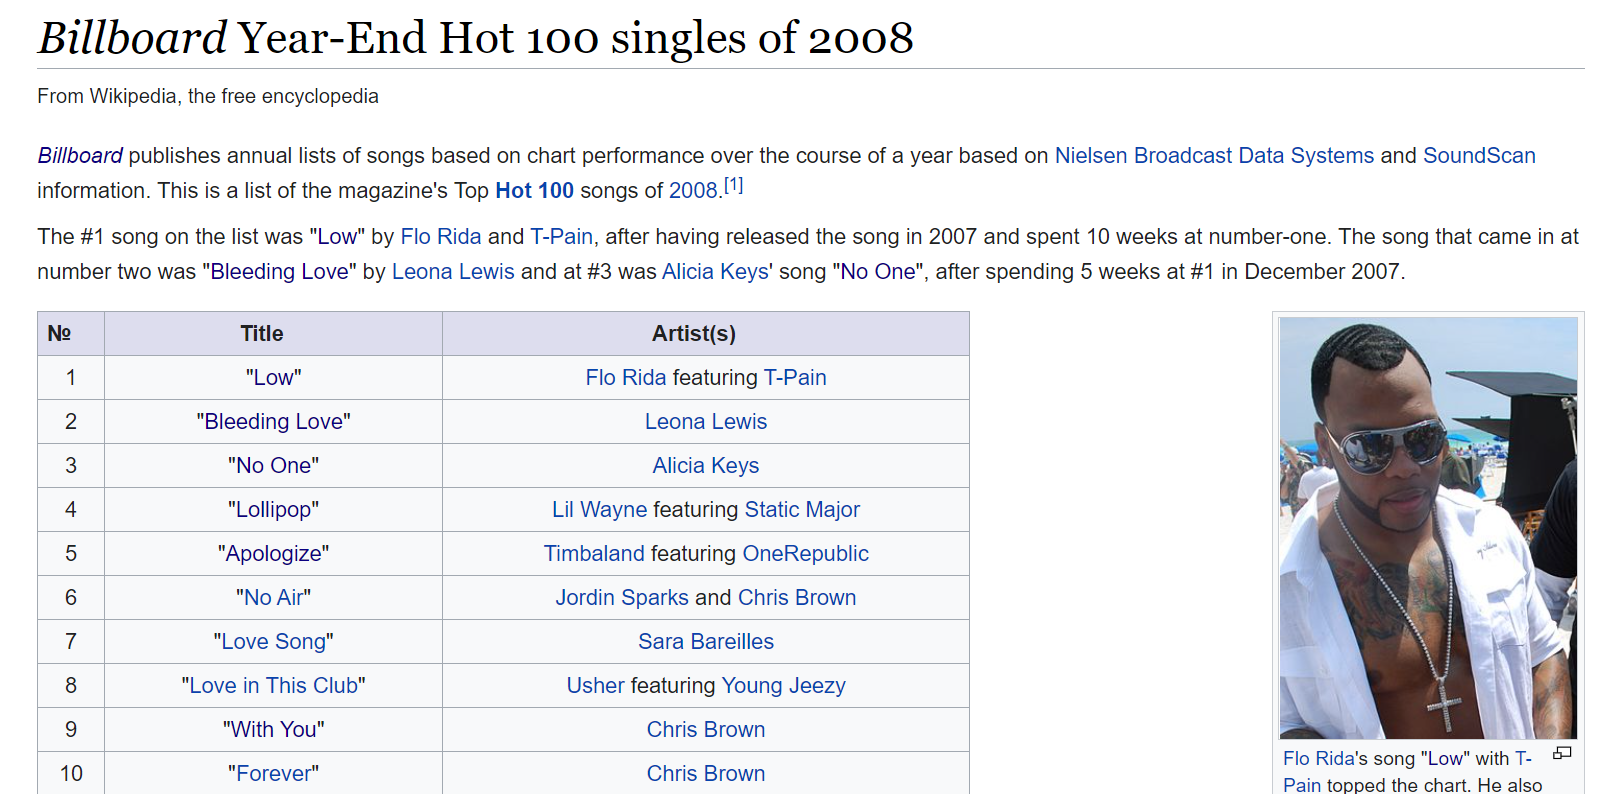 Billboard Year-End Hot 100 singles of 2008
From Wikipedia, the free encyclopedia
Billboard publishes annual lists of songs based on chart performance over the course of a year based on Nielsen Broadcast Data Systems and SoundScan
information. This is a list of the magazine's Top Hot 100 songs of 2008.[1]
The #1 song on the list was "Low" by Flo Rida and T-Pain, after having released the song in 2007 and spent 10 weeks at number-one. The song that came in at
number two was "Bleeding Love" by Leona Lewis and at #3 was Alicia Keys' song "No One", after spending 5 weeks at #1 in December 2007.
№ Title Artist(s)
1 "Low" Flo Rida featuring T-Pain
2 "Bleeding Love" Leona Lewis
3 "No One" Alicia Keys
4 "Lollipop" Lil Wayne featuring Static Major
5 "Apologize" Timbaland featuring OneRepublic
6 "No Air" Jordin Sparks and Chris Brown
7 "Love Song" Sara Bareilles
8 "Love in This Club" Usher featuring Young Jeezy
9 "With You" Chris Brown
10 "Forever" Chris Brown
Flo Rida's song "Low" with T-
Pain topped the chart. He also